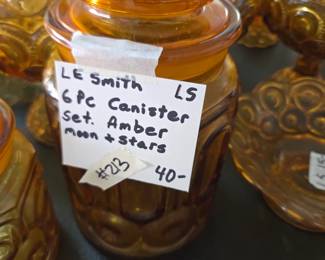 LE Smith LS
6 Pc Canister
set. Amber
moon + stars
#213 40-